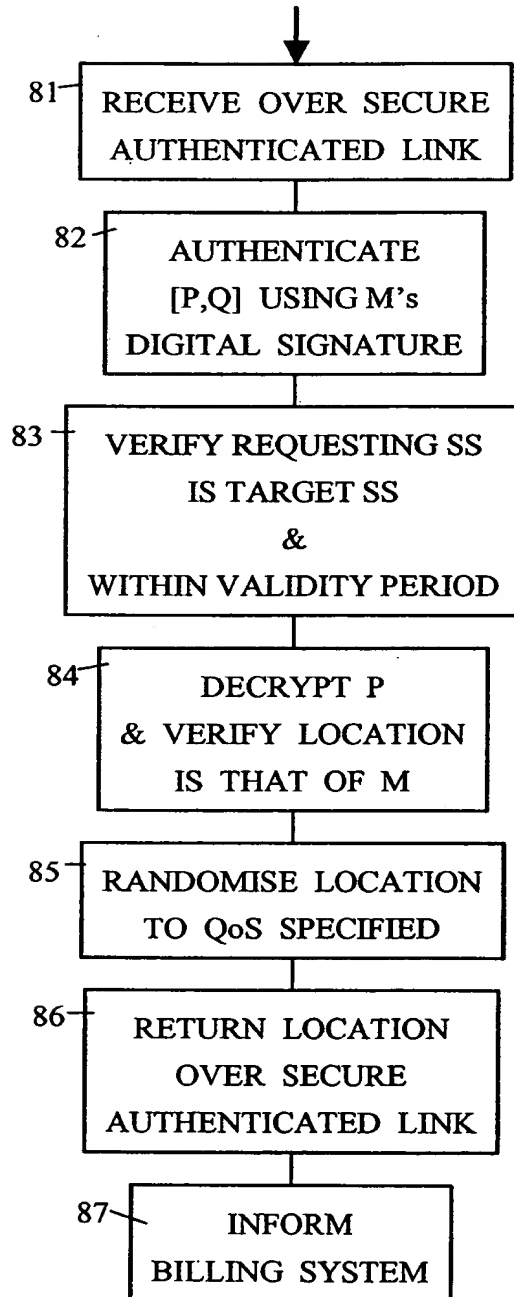 81
RECEIVE OVER SECURE
AUTHENTICATED LINK
82
AUTHENTICATE
[P,Q] USING M's
DIGITAL SIGNATURE
83
VERIFY REQUESTING SS
IS TARGET SS
&
WITHIN VALIDITY PERIOD
84
DECRYPT P
& VERIFY LOCATION
IS THAT OF M
85
RANDOMISE LOCATION
TO QoS SPECIFIED
86
RETURN LOCATION
OVER SECURE
AUTHENTICATED LINK
87
INFORM
BILLING SYSTEM